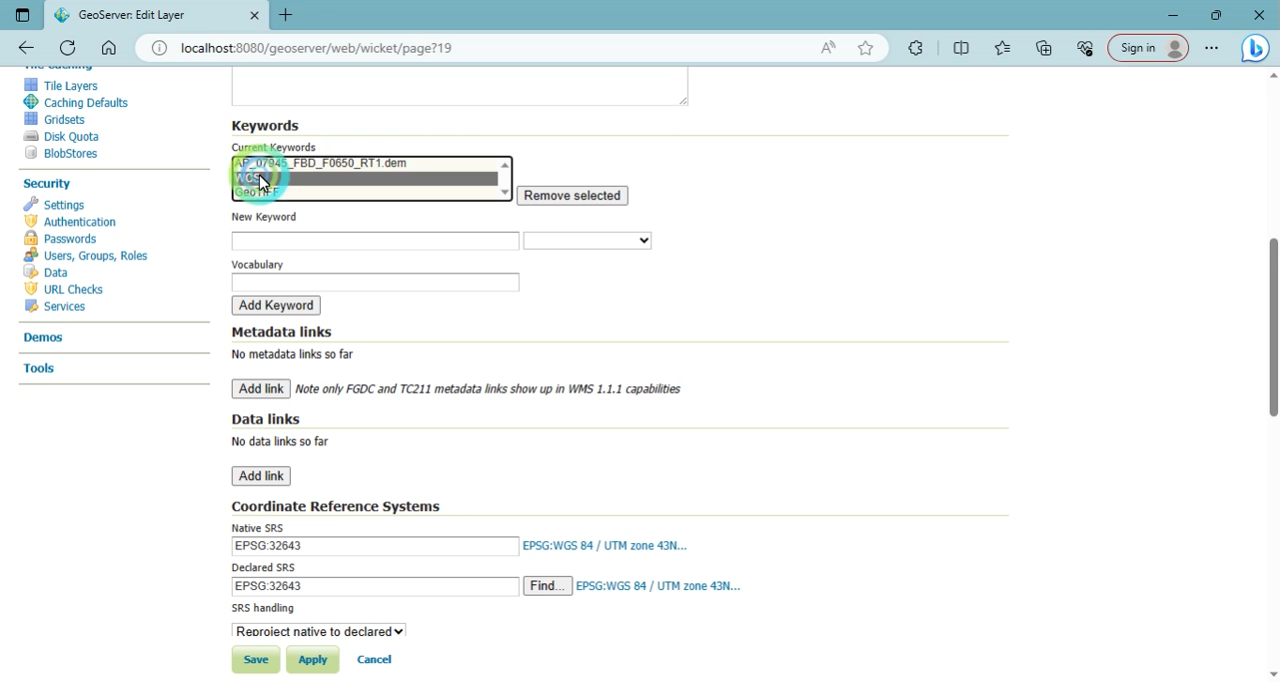 GeoServer: Edit Layer
localhost:8080/geoserver/web/wicket/page?19
Sign in
Tile Caching
Tile Layers
Caching Defaults
Gridsets
Disk Quota
BlobStores
Security
Settings
Authentication
Passwords
Users, Groups, Roles
Data
URL Checks
Services
Demos
Tools
Keywords
Current Keywords
AP_07945_FBD_F0650_RT1.dem
WCS
GeoTIFF
Remove selected
New Keyword
Vocabulary
Add Keyword
Metadata links
No metadata links so far
Add link Note only FGDC and TC211 metadata links show up in WMS 1.1.1 capabilities
Data links
No data links so far
Add link
Coordinate Reference Systems
Native SRS
EPSG:32643 EPSG:WGS 84 / UTM zone 43N...
Declared SRS
EPSG:32643 Find... EPSG:WGS 84 / UTM zone 43N...
SRS handling
Reproject native to declared
Save Apply Cancel